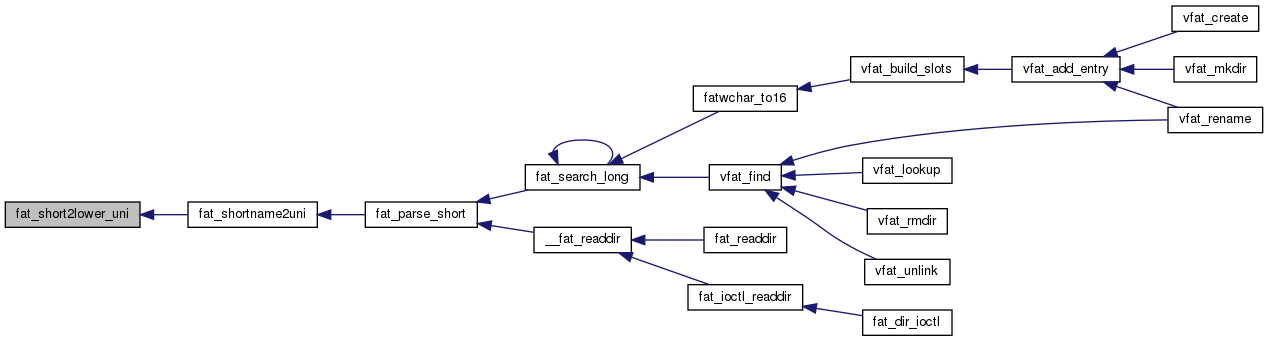 vfat_create
vfat_build_slots
vfat_add_entry
vfat_mkdir
fatwchar_to16
vfat_rename
fat_search_long
vfat_find
vfat_lookup
fat_short2lower_uni
fat_shortname2uni
fat_parse_short
vfat_rmdir
__fat_readdir
fat_readdir
vfat_unlink
fat_ioctl_readdir
fat_dir_ioctl